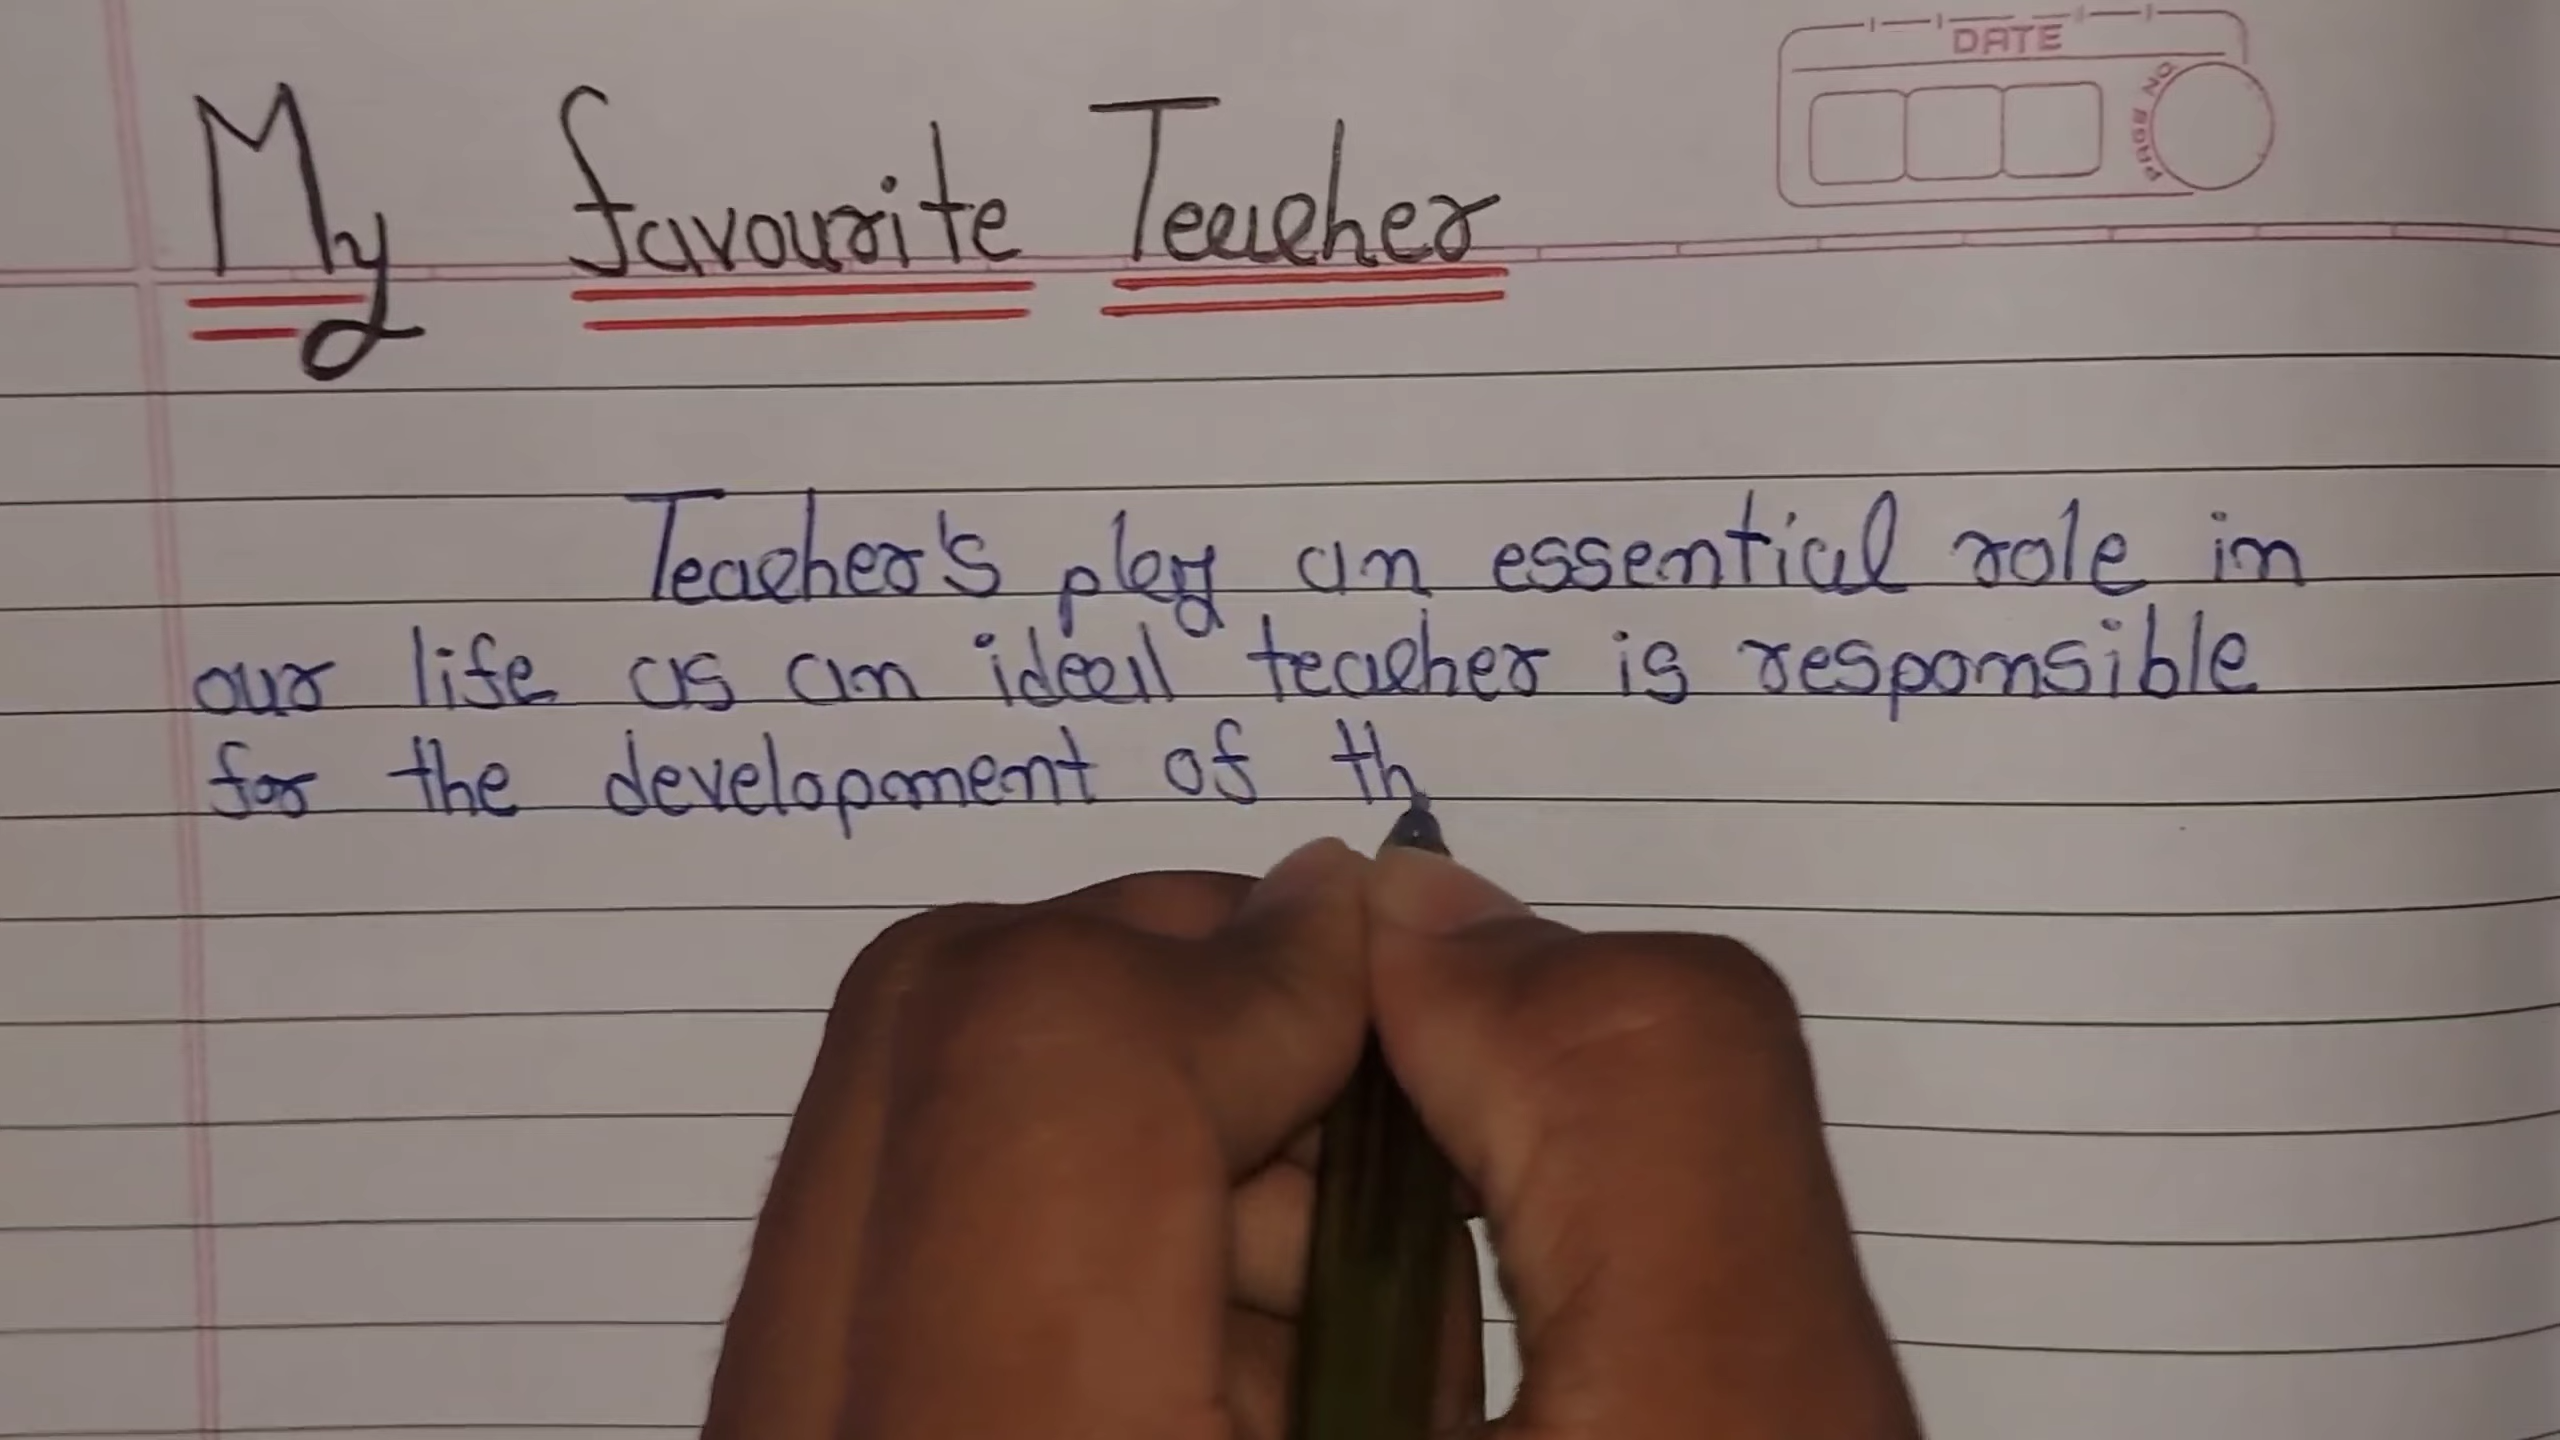 DATE
PAGE NO
My favourite Teacher
Teacher's play an essential role in
our life as an ideal teacher is responsible
for the development of th